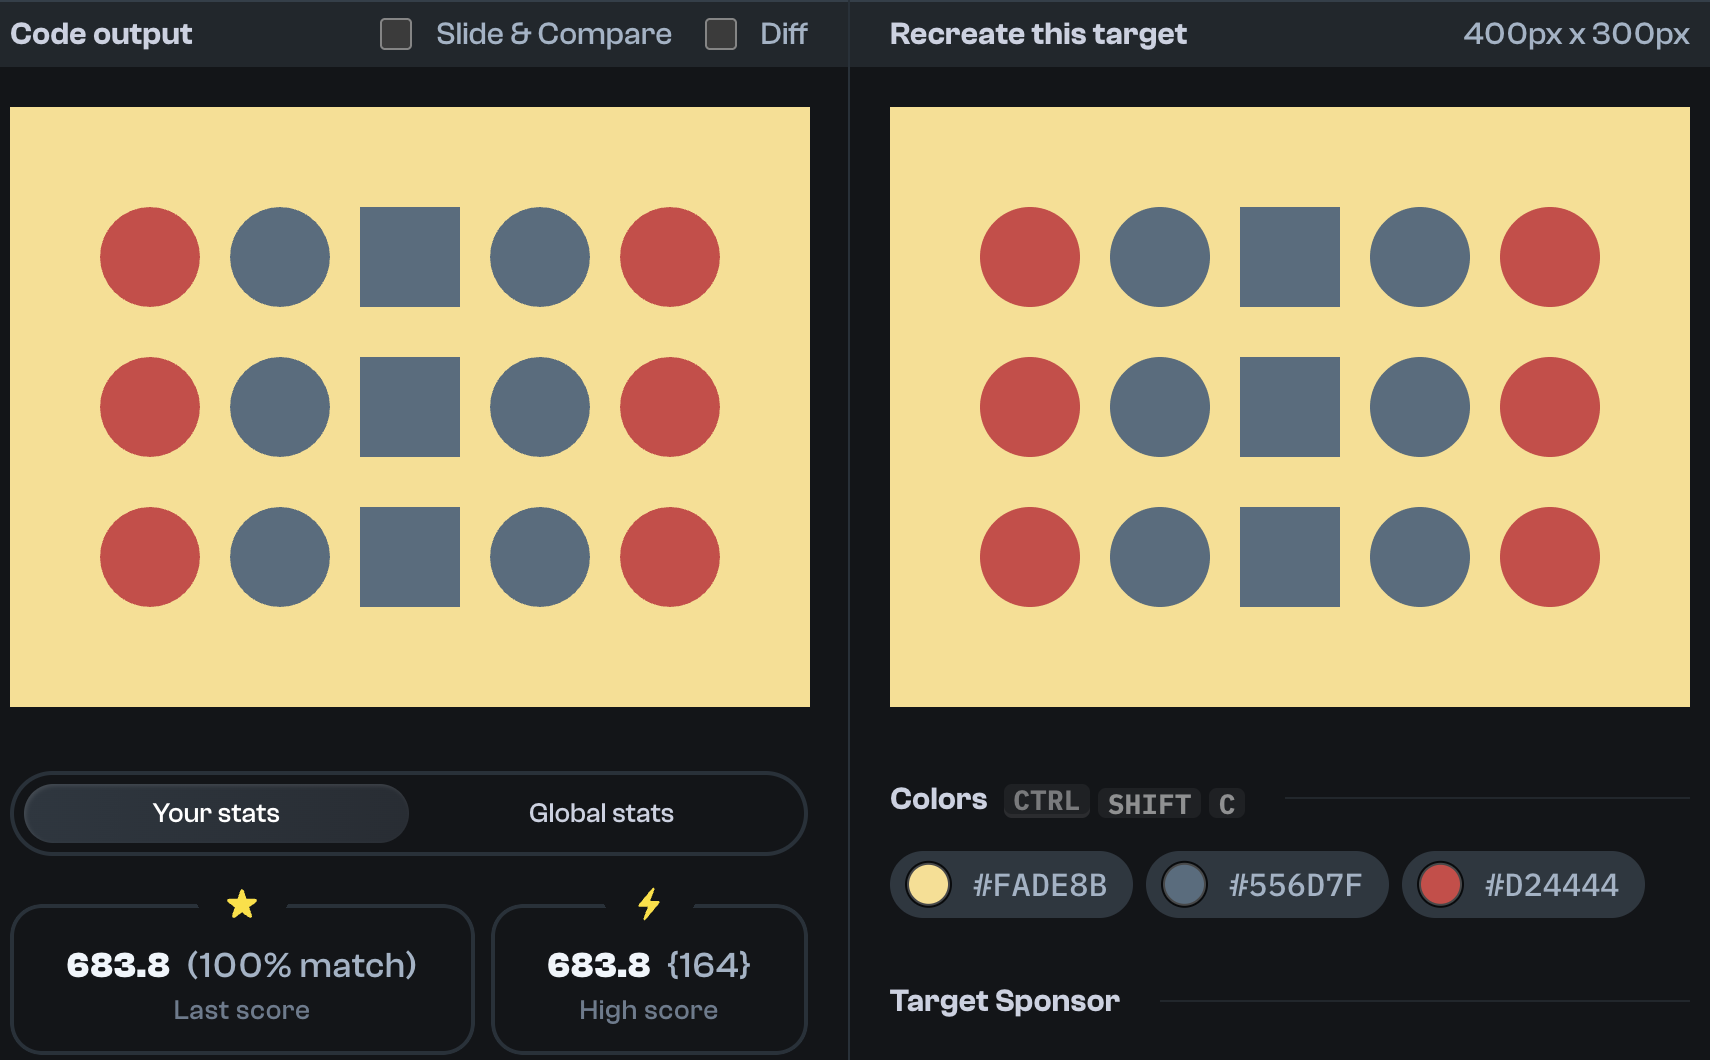 Code output
Slide & Compare
Diff
Recreate this target
400px x 300px
Your stats
Global stats
Colors CTRL SHIFT C
#FADE8B
#556D7F
#D24444
683.8 (100% match)
Last score
683.8 {164}
High score
Target Sponsor